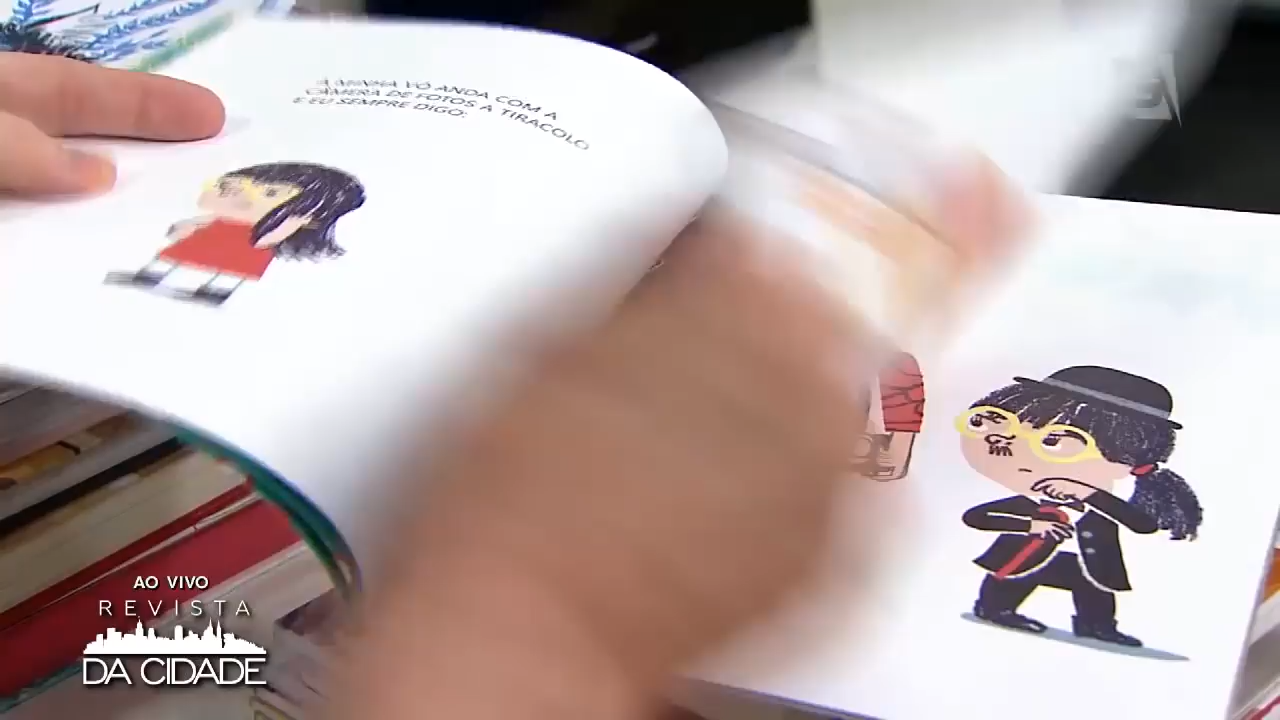 A MINHA VÓ ANDA COM A
CÂMERA DE FOTOS A TIRACOLO
E EU SEMPRE DIGO:
AO VIVO
REVISTA
DA CIDADE